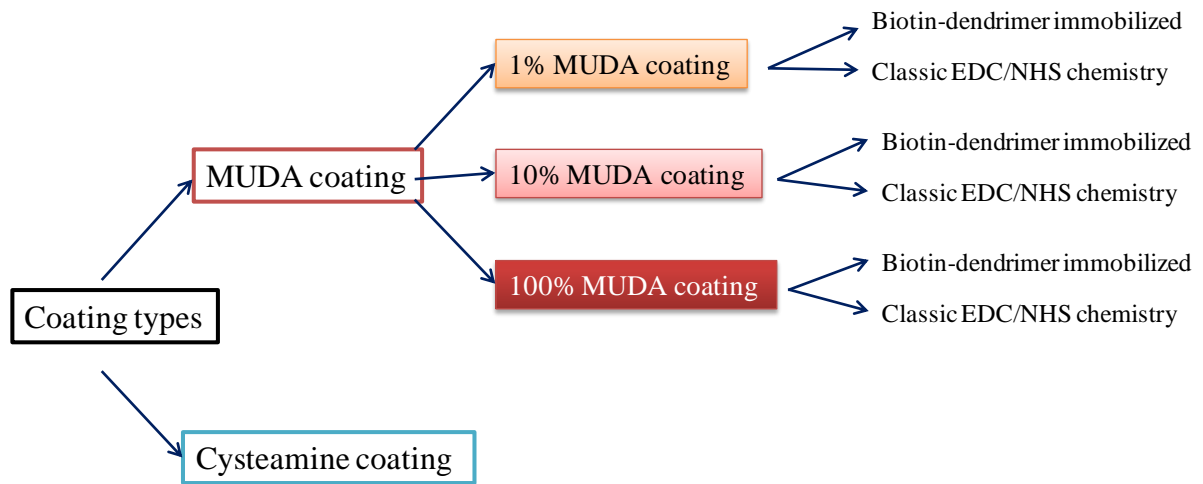 Coating types
MUDA coating
1% MUDA coating
Biotin-dendrimer immobilized
Classic EDC/NHS chemistry
10% MUDA coating
Biotin-dendrimer immobilized
Classic EDC/NHS chemistry
100% MUDA coating
Biotin-dendrimer immobilized
Classic EDC/NHS chemistry
Cysteamine coating